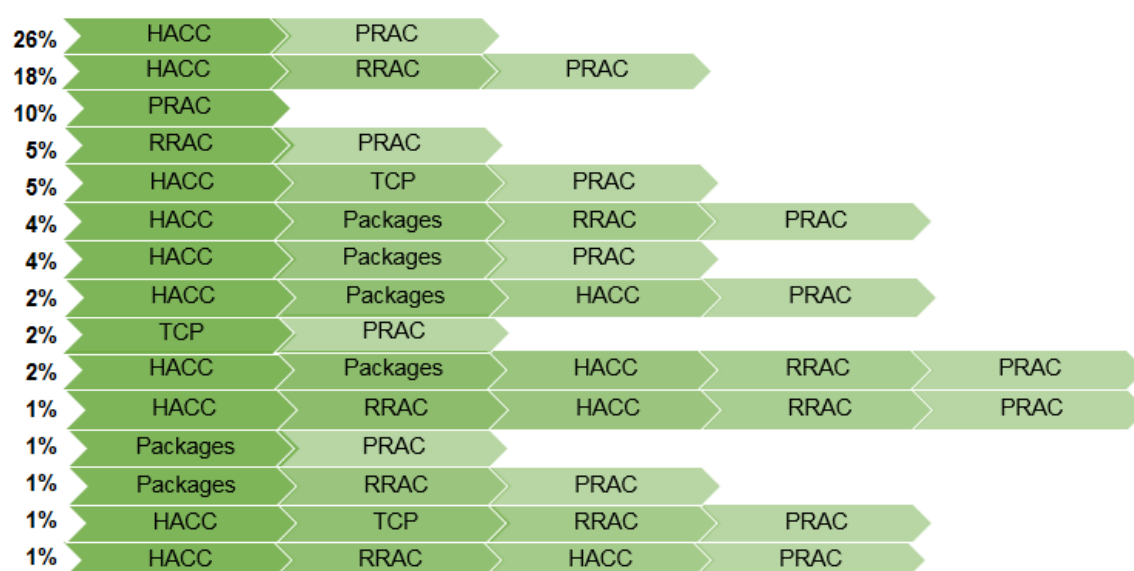 26% HACC PRAC
18% HACC RRAC PRAC
10% PRAC
5% RRAC PRAC
5% HACC TCP PRAC
4% HACC Packages RRAC PRAC
4% HACC Packages PRAC
2% HACC Packages HACC PRAC
2% TCP PRAC
2% HACC Packages HACC RRAC PRAC
1% HACC RRAC HACC RRAC PRAC
1% Packages PRAC
1% Packages RRAC PRAC
1% HACC TCP RRAC PRAC
1% HACC RRAC HACC PRAC